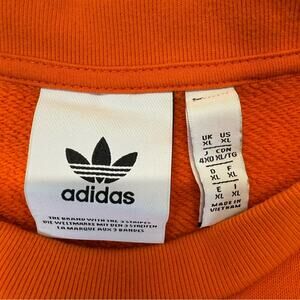 adidas
THE BRAND WITH THE 3 STRIPES
DIE WELTMARKE MIT DEN 3 STREIFEN
LA MARQUE AUX 3 BANDES
UK US
XL XL
J CON
4XO XL/TG
D F
XL XL
E I
XL XL
MADE IN
VIETNAM